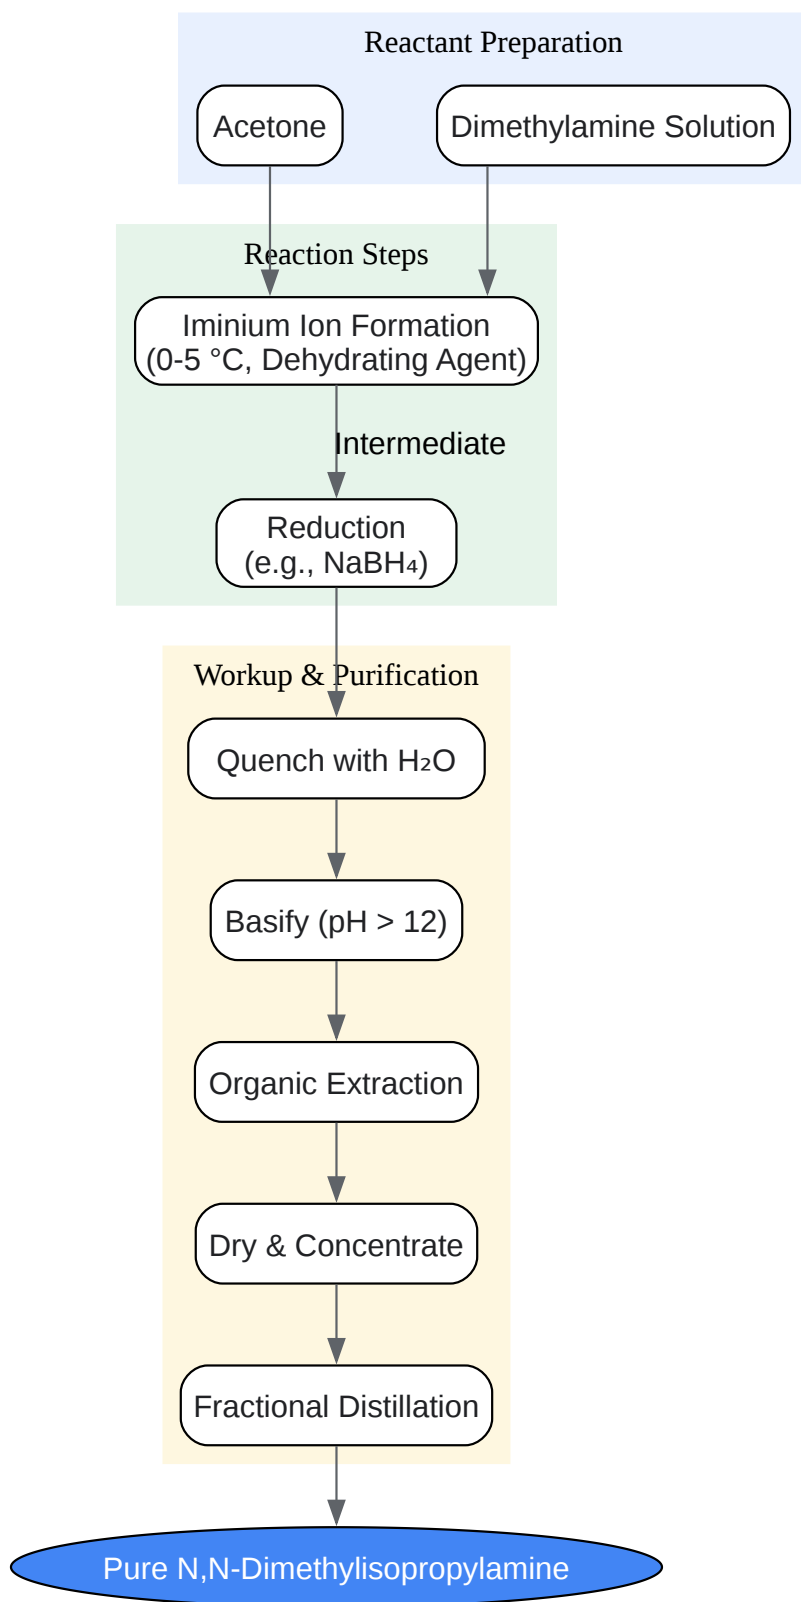 Reactant Preparation
Acetone
Dimethylamine Solution
Reaction Steps
Iminium Ion Formation
(0-5 °C, Dehydrating Agent)
Intermediate
Reduction
(e.g., NaBH₄)
Workup & Purification
Quench with H₂O
Basify (pH > 12)
Organic Extraction
Dry & Concentrate
Fractional Distillation
Pure N,N-Dimethylisopropylamine